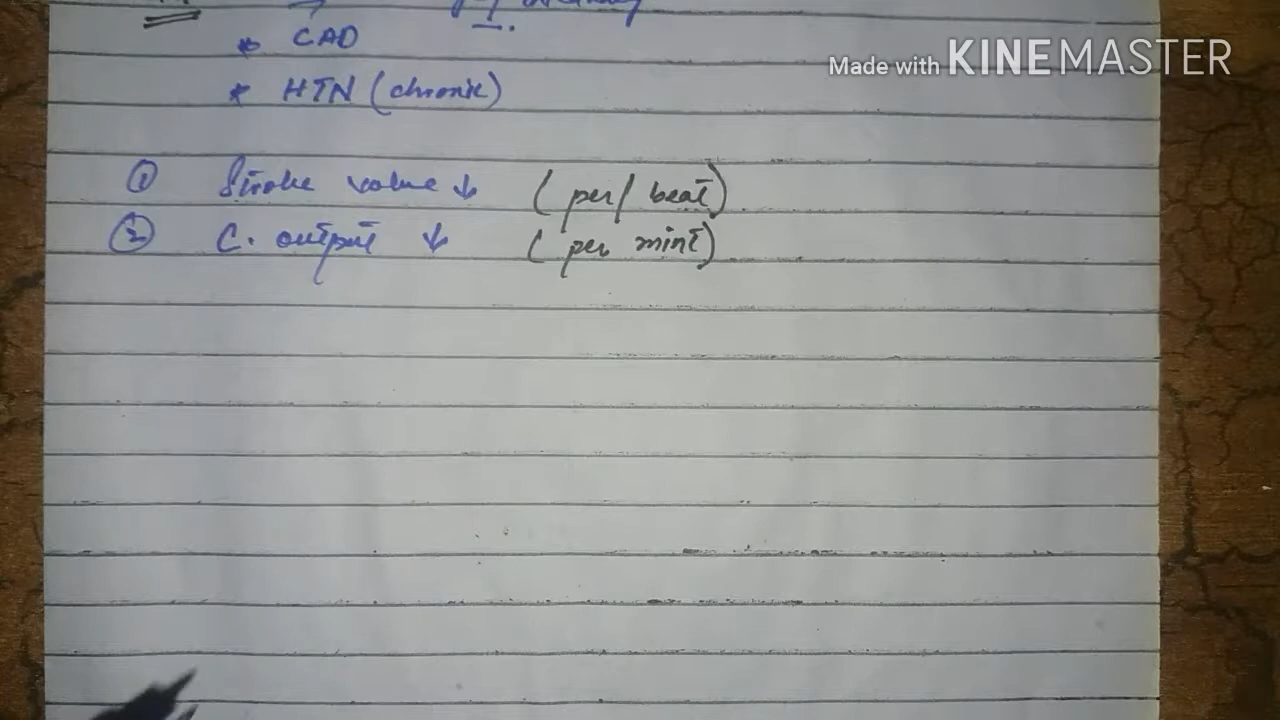 * CAD
Made with KINEMASTER
* HTN (chronic)
① Stroke volume ↓ (per/ beat)
② C. output ↓ (per mint)